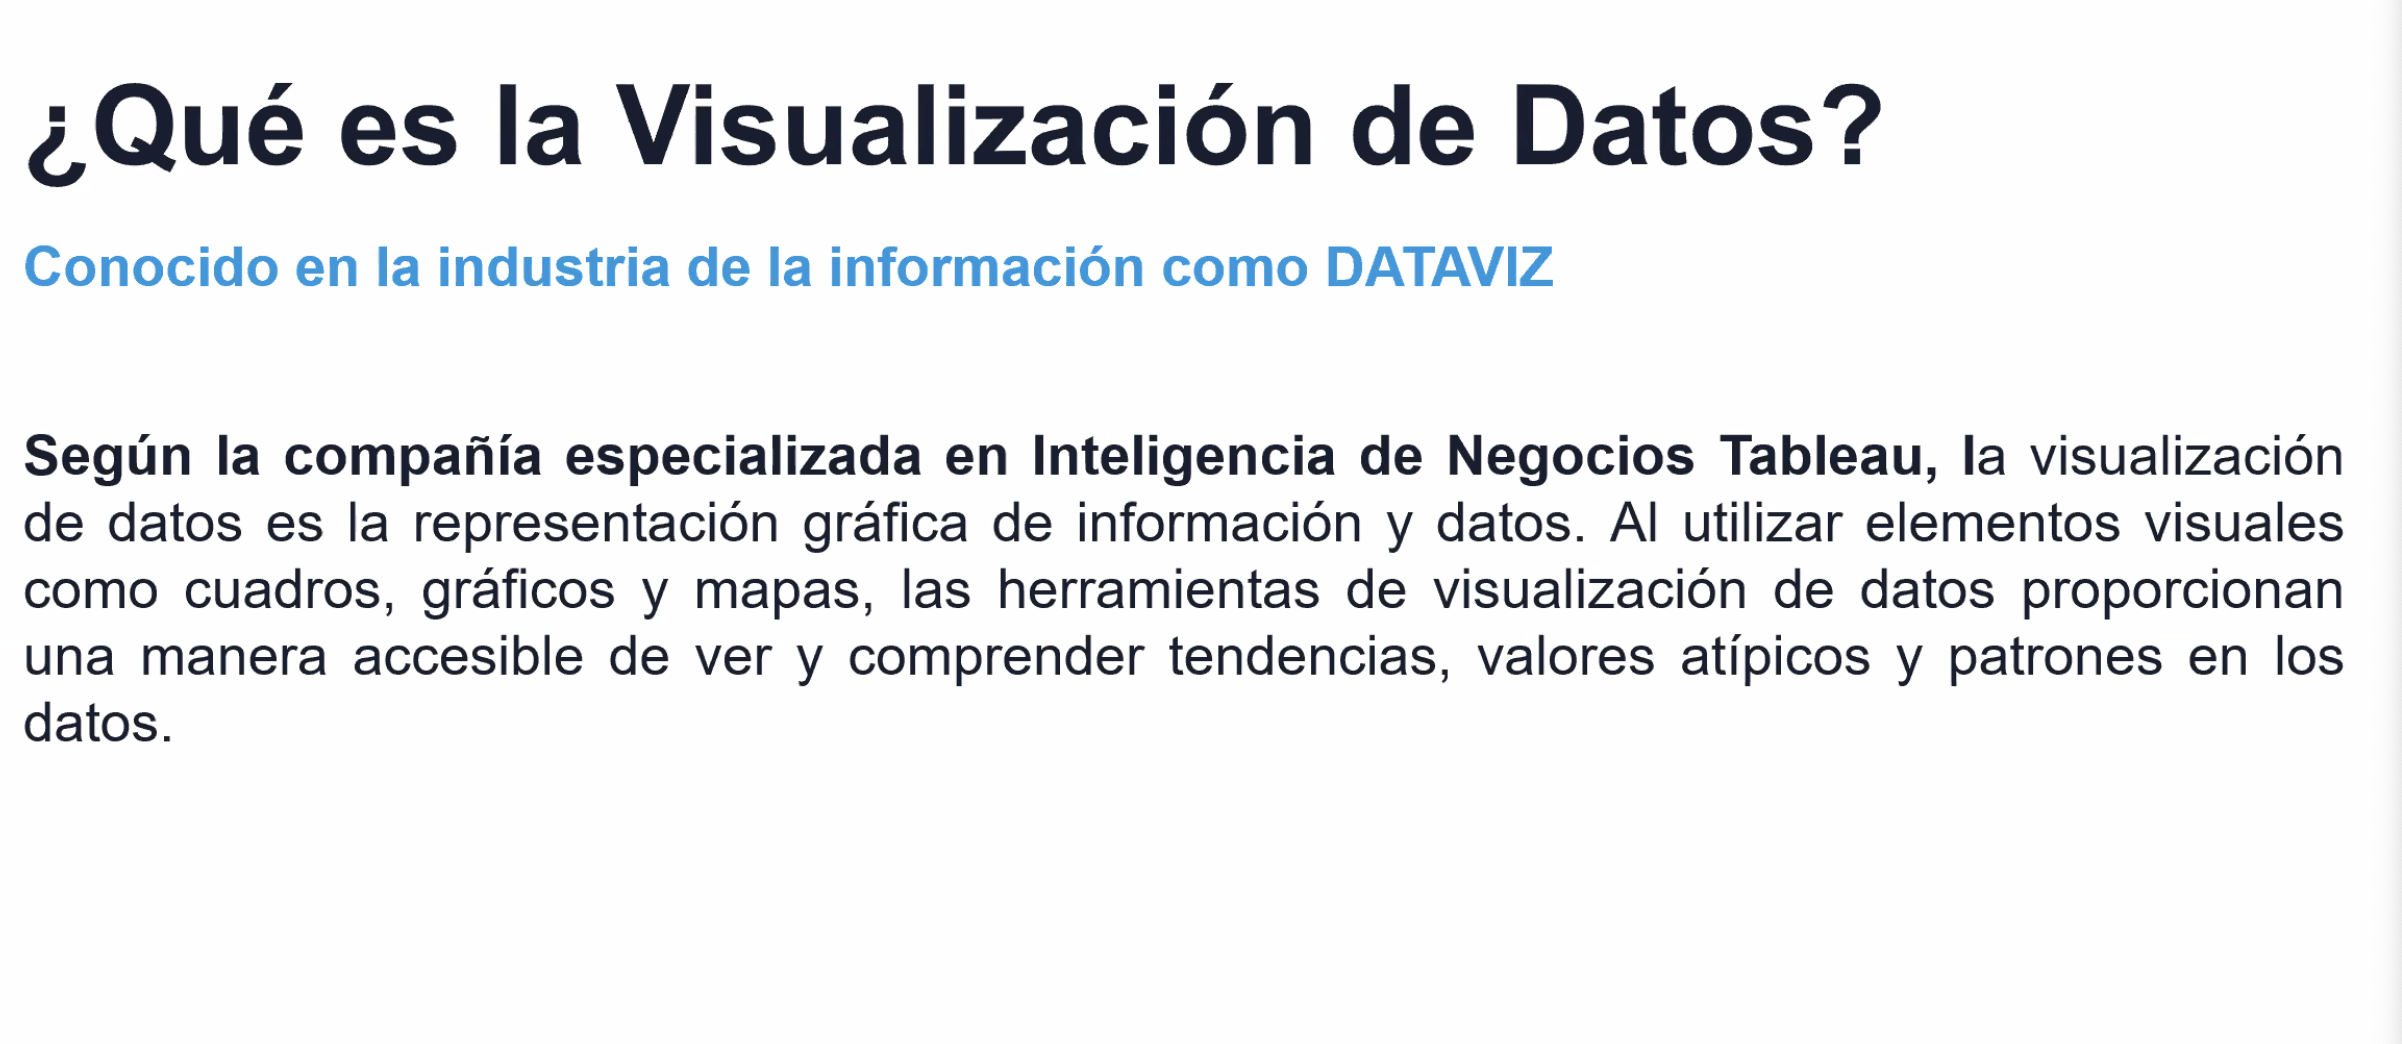 ¿Qué es la Visualización de Datos?
Conocido en la industria de la información como DATAVIZ
Según la compañía especializada en Inteligencia de Negocios Tableau, la visualización
de datos es la representación gráfica de información y datos. Al utilizar elementos visuales
como cuadros, gráficos y mapas, las herramientas de visualización de datos proporcionan
una manera accesible de ver y comprender tendencias, valores atípicos y patrones en los
datos.